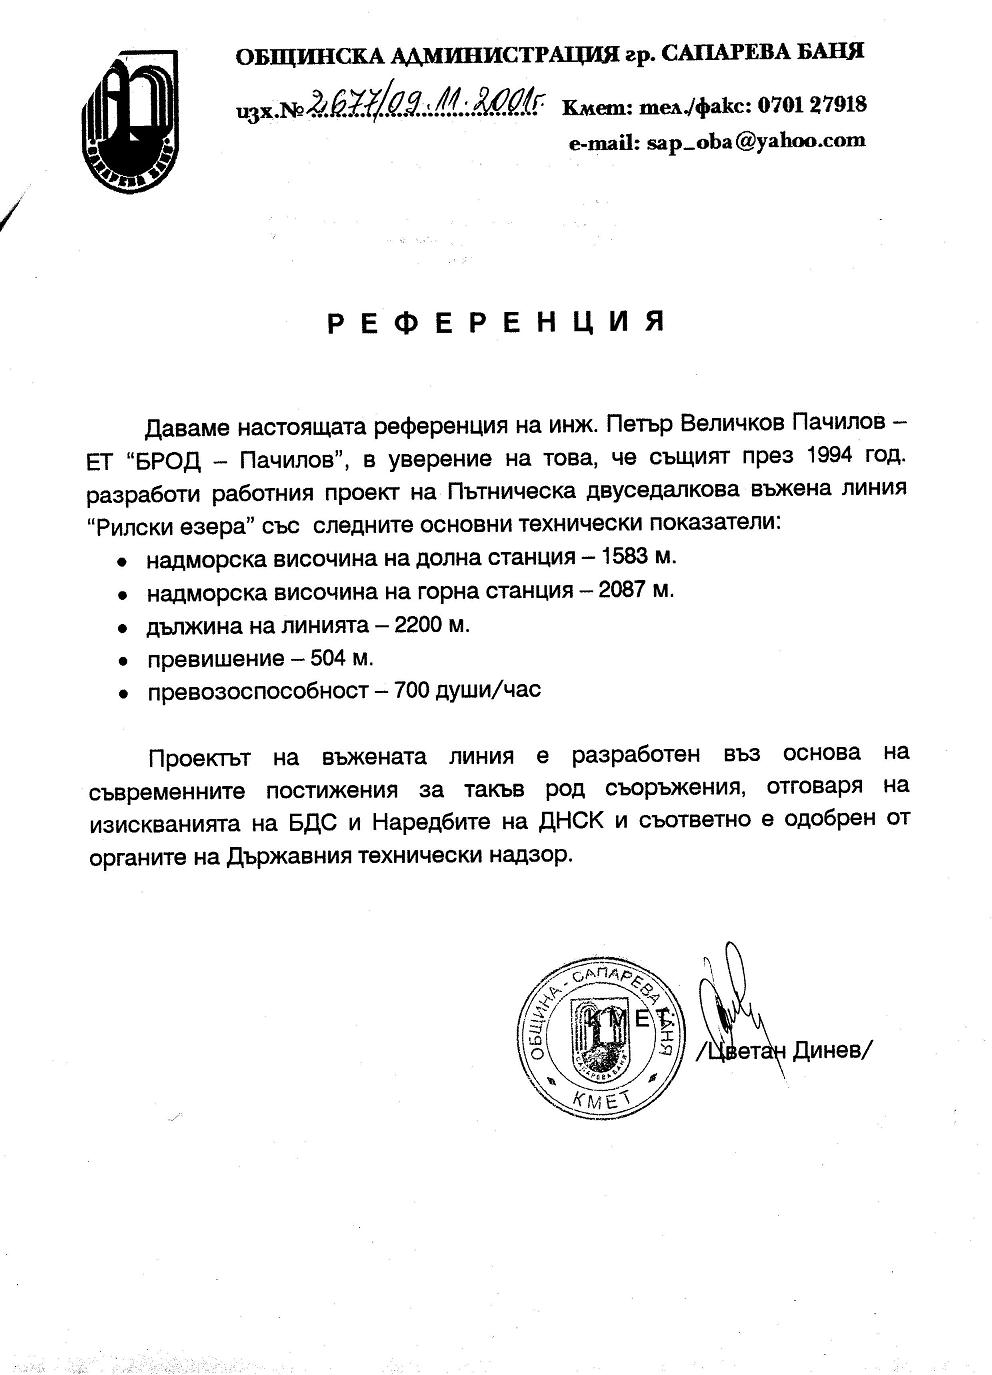 ОБЩИНСКА АДМИНИСТРАЦИЯ гр. САПАРЕВА БАНЯ
изх.№ 2677/09.11.2001г. Кмет: тел./факс: 0701 27918
e-mail: sap_oba@yahoo.com
САПАРЕВА БАНЯ
РЕФЕРЕНЦИЯ
Даваме настоящата референция на инж. Петър Величков Пачилов –
ЕТ “БРОД – Пачилов”, в уверение на това, че същият през 1994 год.
разработи работния проект на Пътническа двуседалкова въжена линия
“Рилски езера” със следните основни технически показатели:
• надморска височина на долна станция – 1583 м.
• надморска височина на горна станция – 2087 м.
• дължина на линията – 2200 м.
• превишение – 504 м.
• превозоспособност – 700 души/час
Проектът на въжената линия е разработен въз основа на
съвременните постижения за такъв род съоръжения, отговаря на
изискванията на БДС и Наредбите на ДНСК и съответно е одобрен от
органите на Държавния технически надзор.
КМЕТ:
/Цветан Динев/
ОБЩИНА - САПАРЕВА БАНЯ
САПАРЕВА БАНЯ
КМЕТ